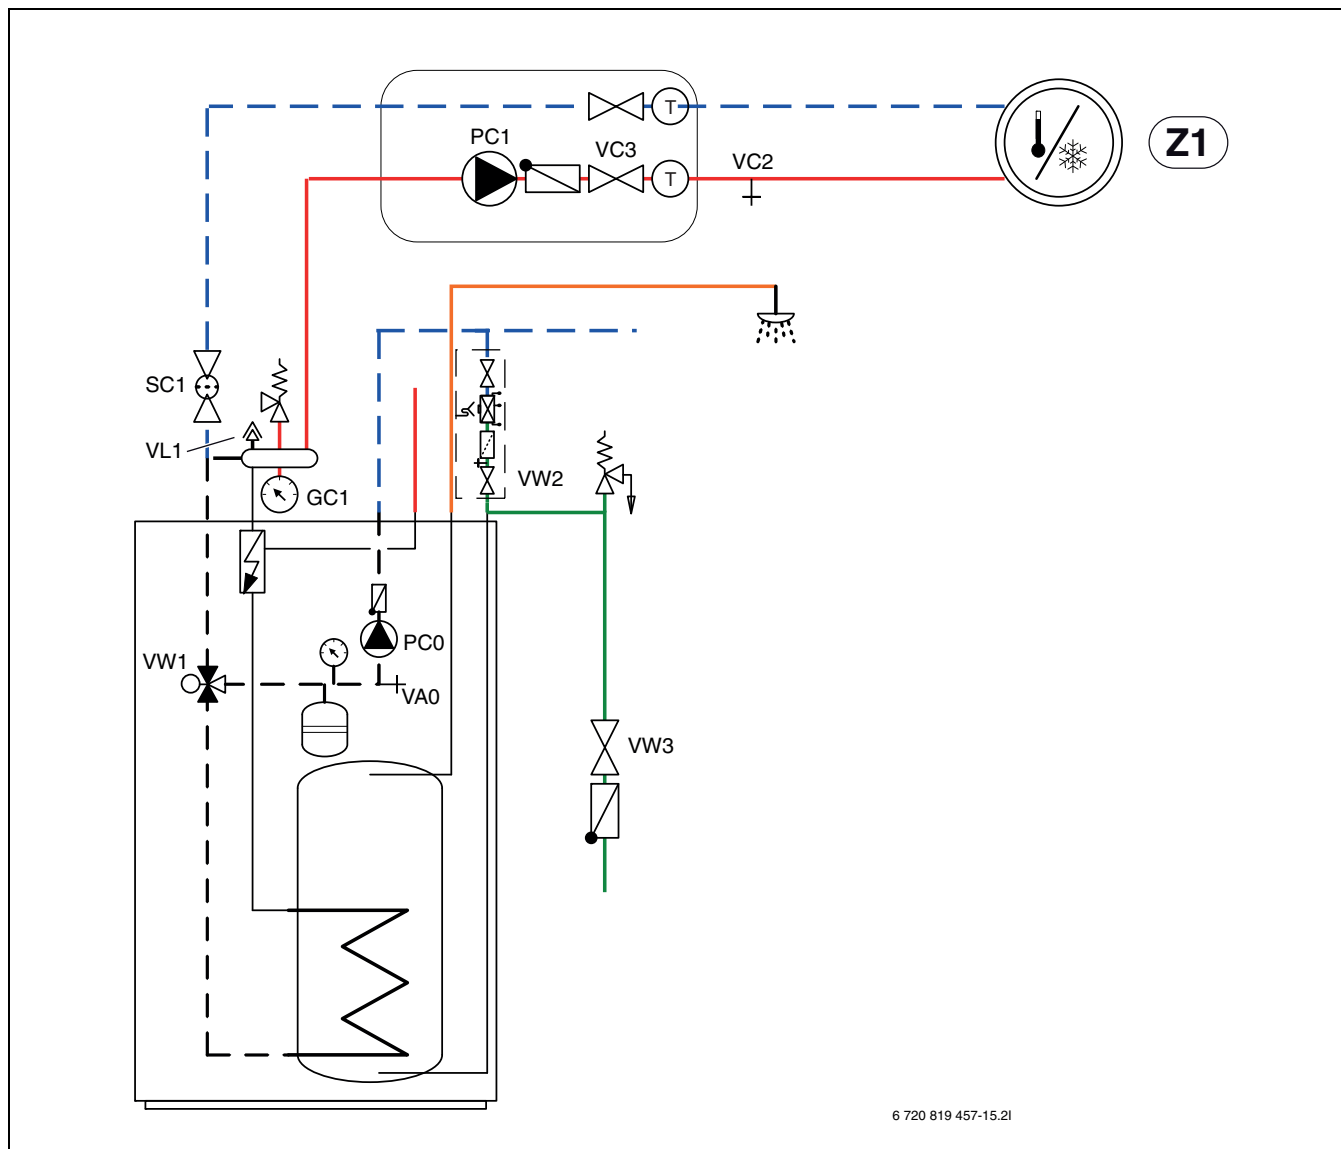 T
PC1
VC3
VC2
T
Z1
SC1
VL1
GC1
VW2
PC0
VW1
VA0
VW3
6 720 819 457-15.2I